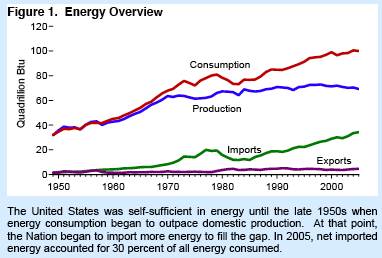 Figure 1. Energy Overview
120
100
80
60
40
20
0
Quadrillion Btu
Consumption
Production
Imports
Exports
1950 1960 1970 1980 1990 2000
The United States was self-sufficient in energy until the late 1950s when
energy consumption began to outpace domestic production. At that point,
the Nation began to import more energy to fill the gap. In 2005, net imported
energy accounted for 30 percent of all energy consumed.